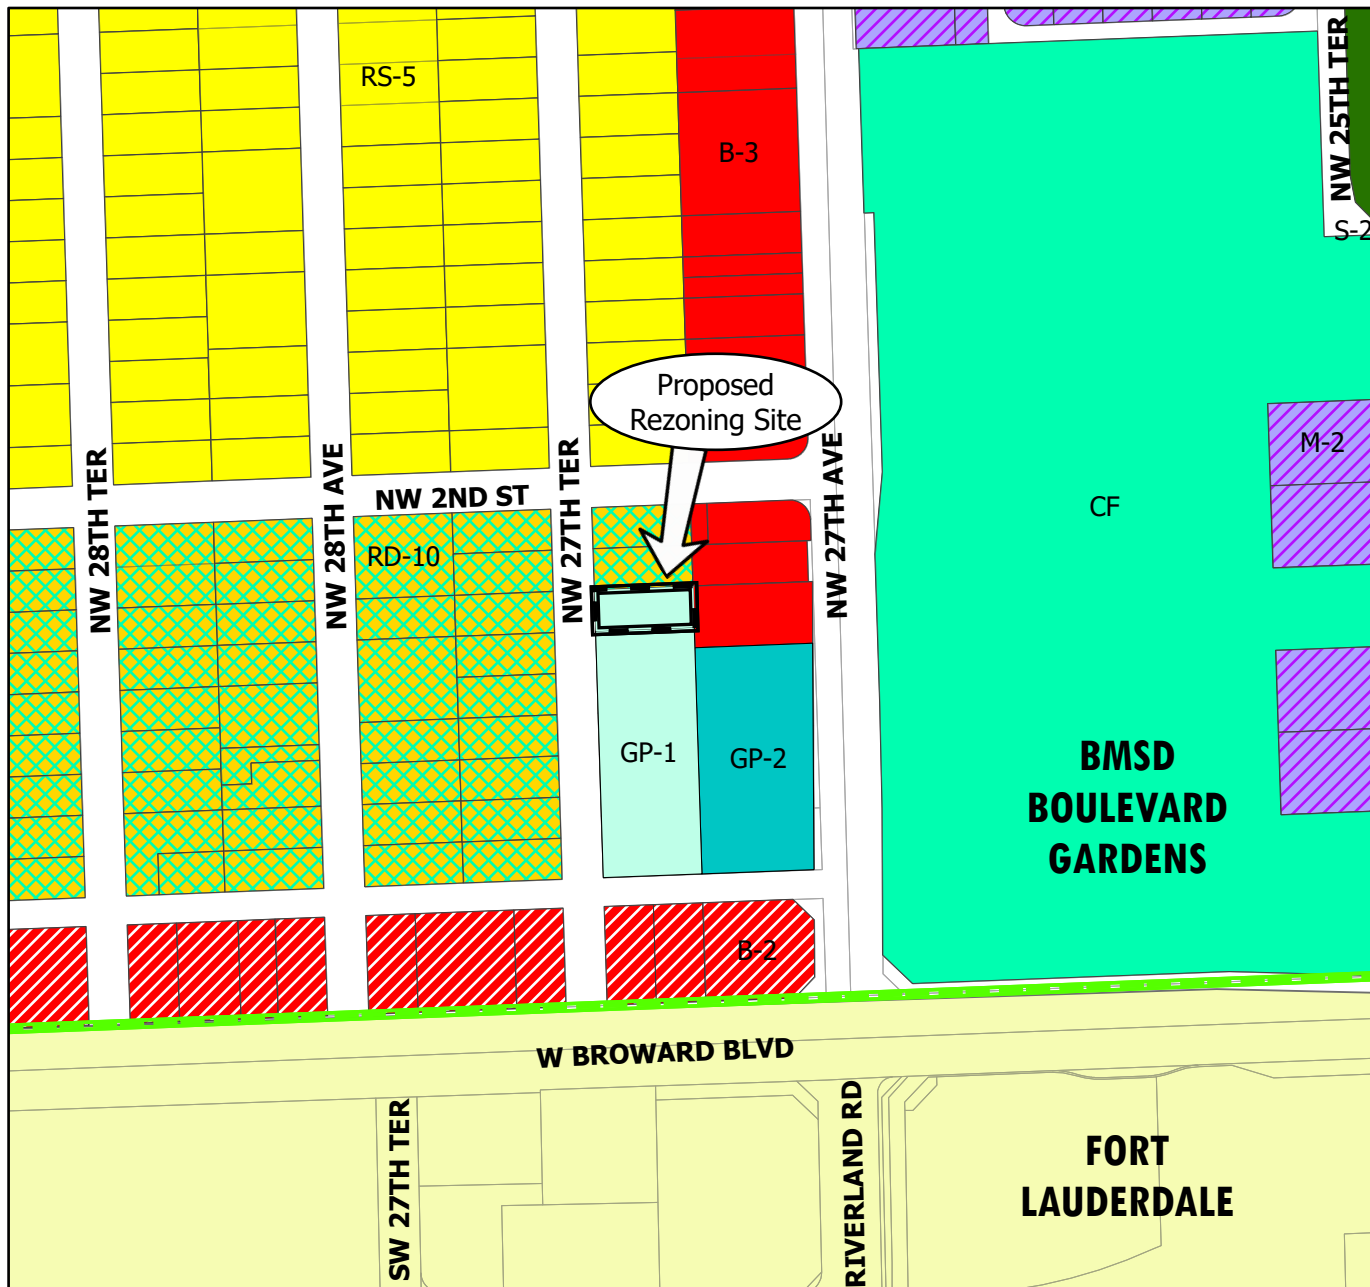 RS-5
B-3
NW 25TH TER
S-2
Proposed
Rezoning Site
NW 28TH TER
NW 28TH AVE
NW 27TH TER
NW 27TH AVE
M-2
NW 2ND ST
CF
RD-10
GP-1
GP-2
BMSD
BOULEVARD
GARDENS
B-2
W BROWARD BLVD
SW 27TH TER
RIVERLAND RD
FORT
LAUDERDALE